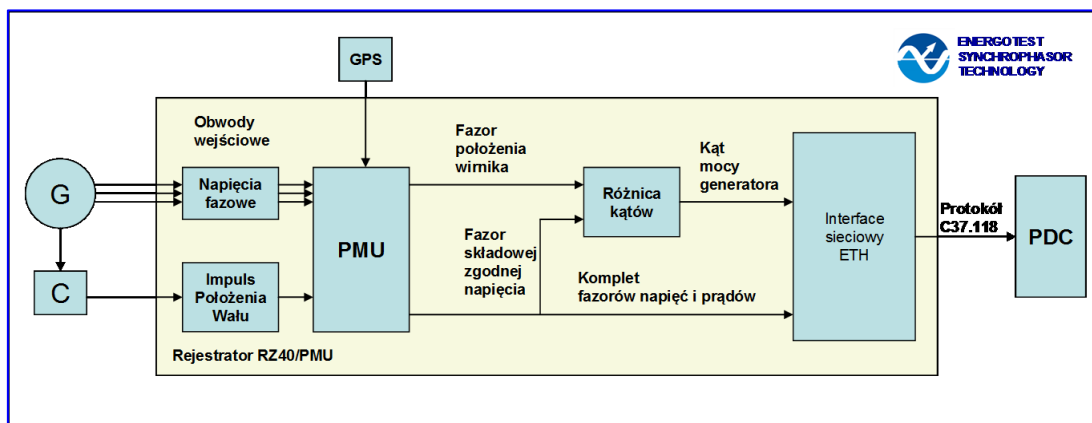 ENERGOTEST
SYNCHROPHASOR
TECHNOLOGY
GPS
Obwody
wejściowe
Fazor
położenia
wirnika
Kąt
mocy
generatora
G
Napięcia
fazowe
Różnica
kątów
PMU
Interface
sieciowy
ETH
Protokół
C37.118
PDC
Fazor
składowej
zgodnej
napięcia
C
Impuls
Położenia
Wału
Komplet
fazorów napięć i prądów
Rejestrator RZ40/PMU